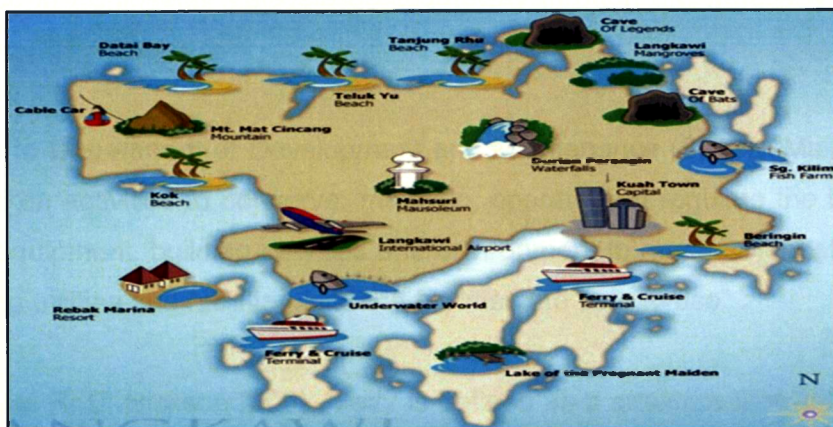 Cave
Of Legends
Tanjung Rhu
Beach
Datai Bay
Beach
Langkawi
Mangroves
Cable Car
Teluk Yu
Beach
Cave
Of Bats
Mt. Mat Cincang
Mountain
Durian Perangin
Waterfalls
Sg. Kilim
Fish Farm
Kok
Beach
Mahsuri
Mausoleum
Kuah Town
Capital
Langkawi
International Airport
Beringin
Beach
Rebak Marina
Resort
Underwater World
Ferry & Cruise
Terminal
Ferry & Cruise
Terminal
Lake of the Pregnant Maiden
N
LANGKAWI